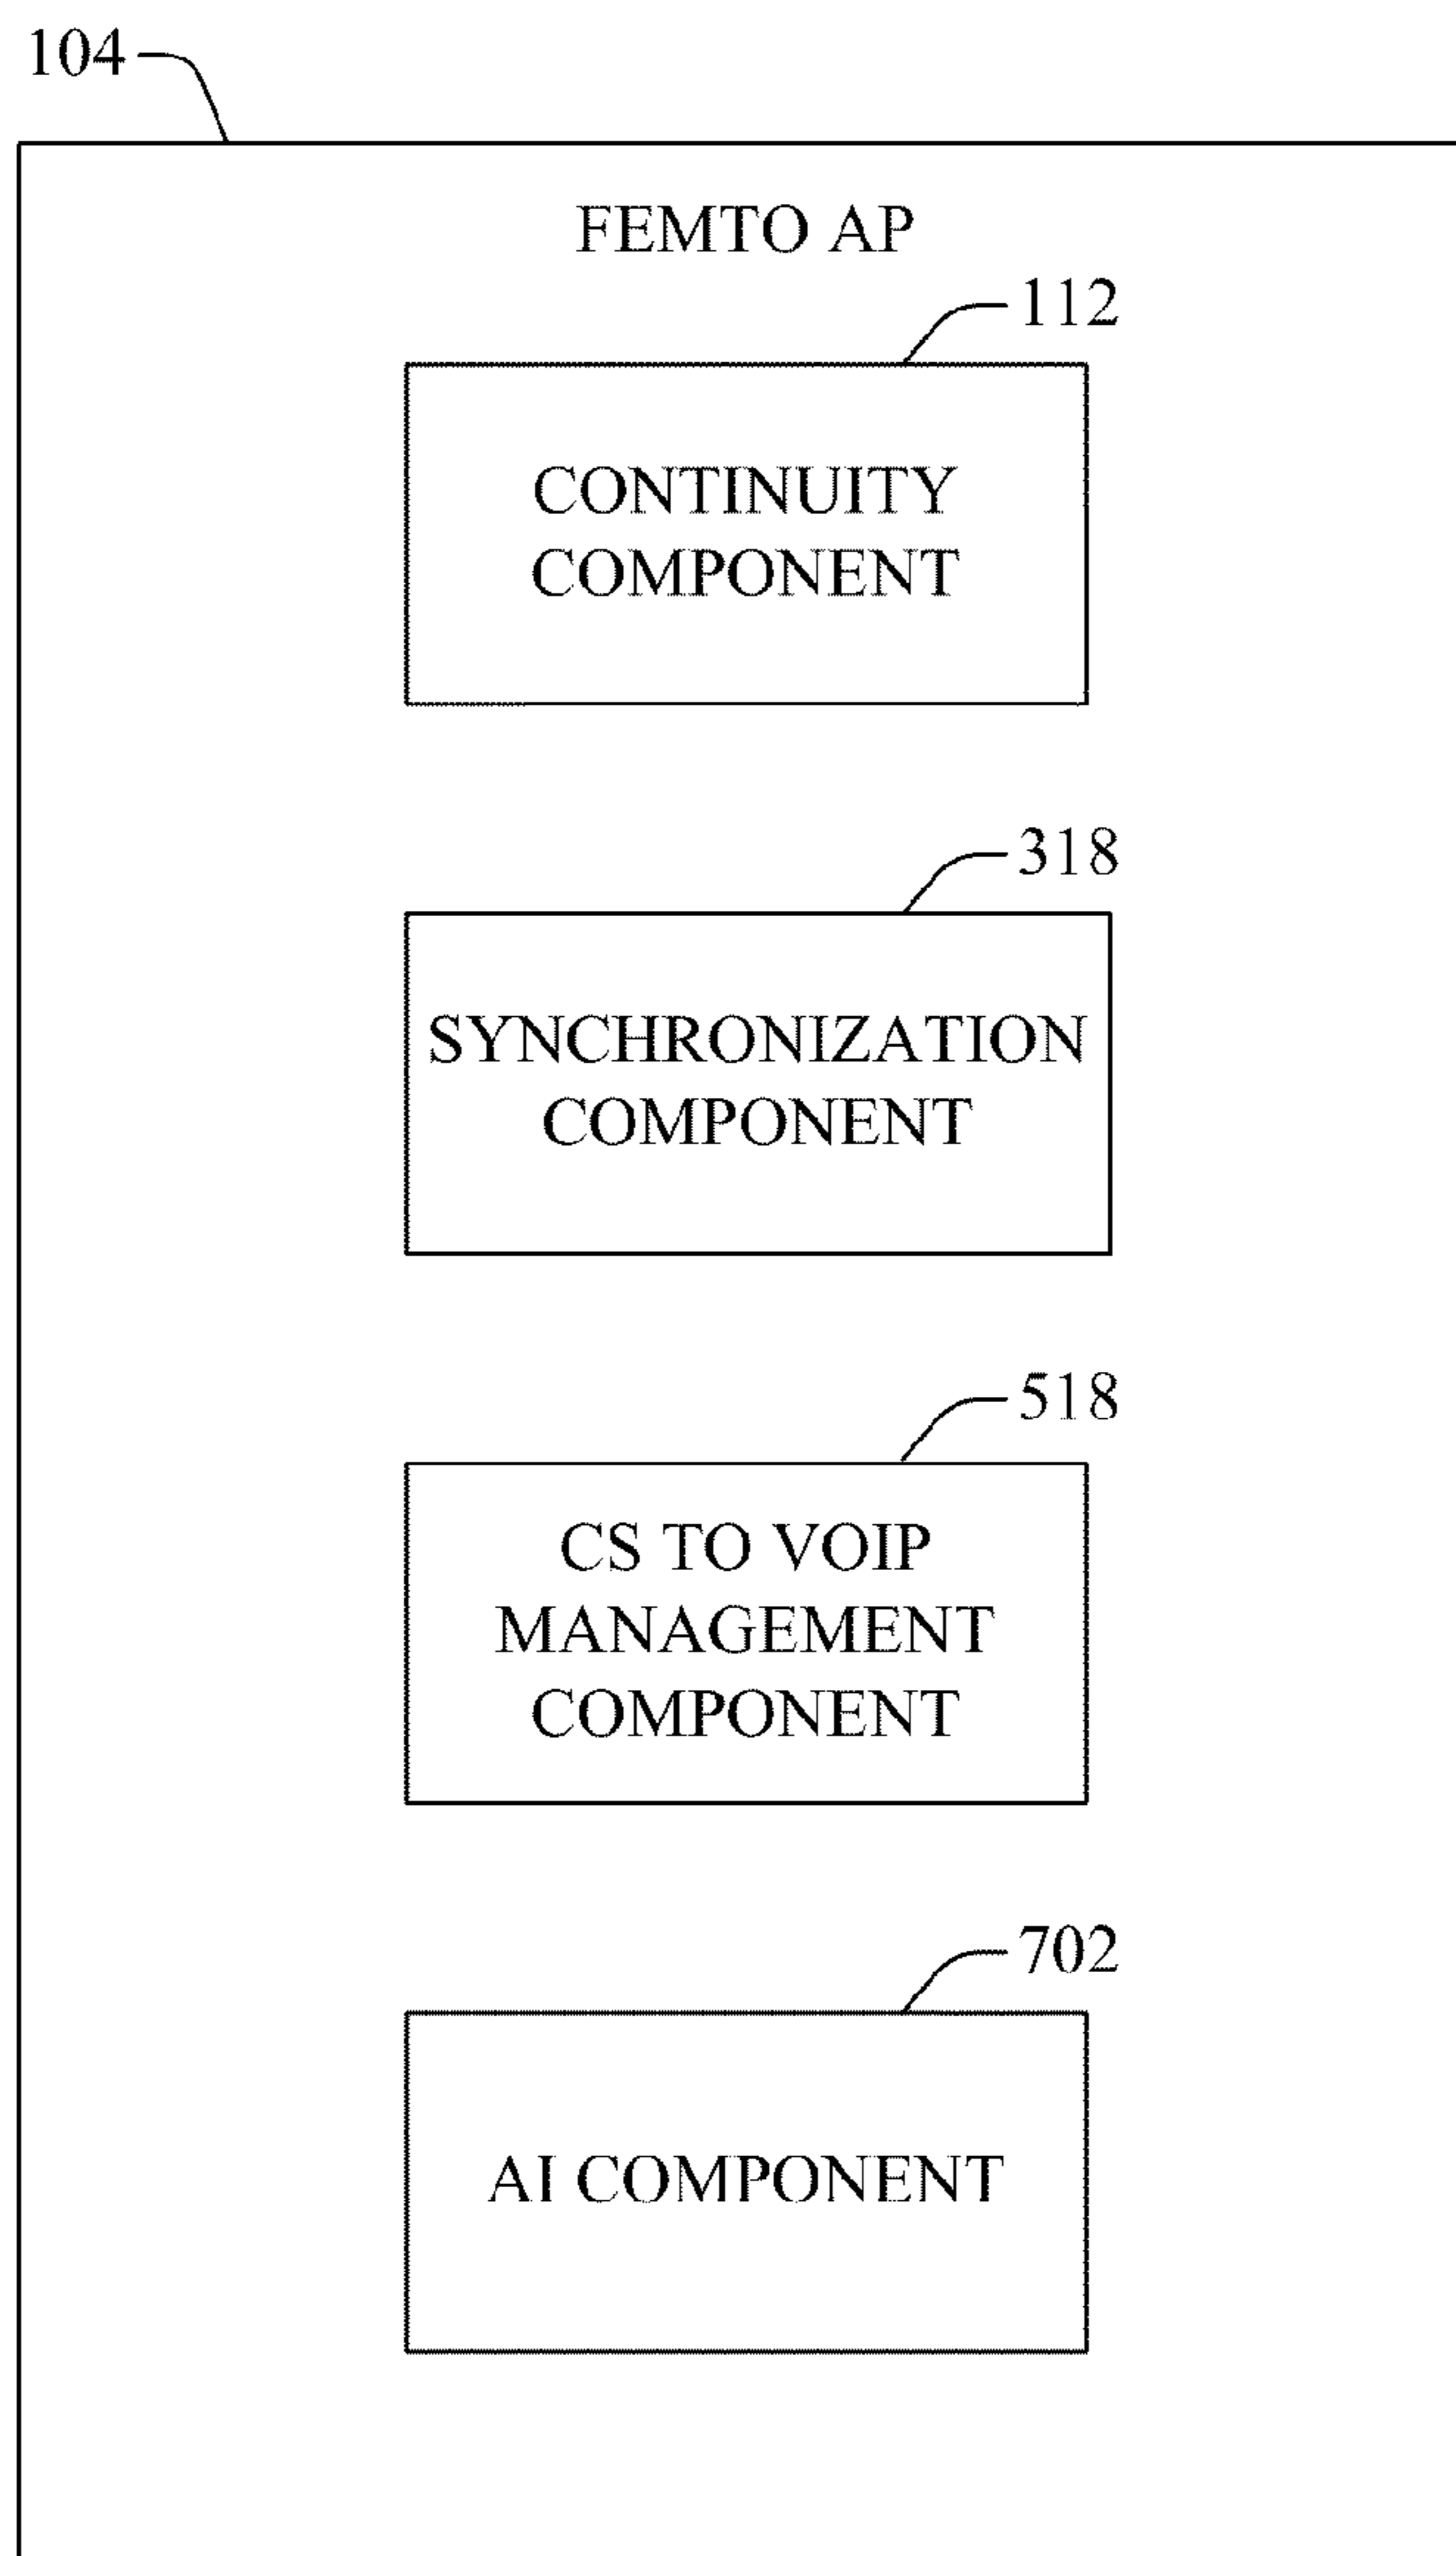 104
FEMTO AP
112
CONTINUITY
COMPONENT
318
SYNCHRONIZATION
COMPONENT
518
CS TO VOIP
MANAGEMENT
COMPONENT
702
AI COMPONENT